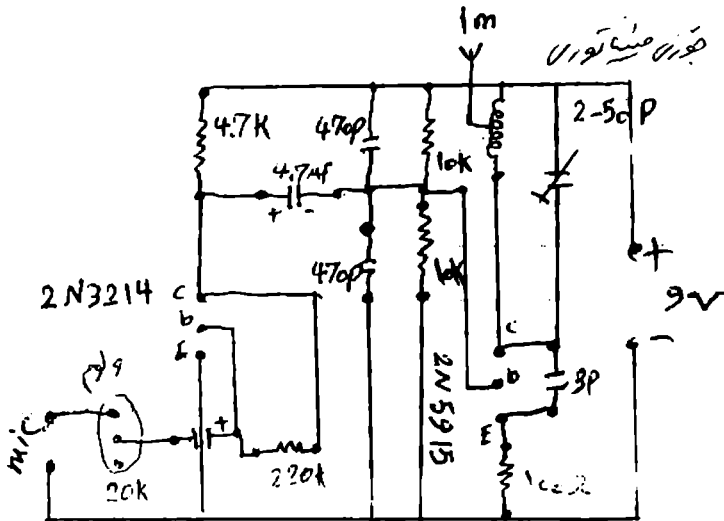 1m
2-50P
4.7K
470P
10K
4.7µf
+ -
470P
10K
2N3214
C
b
E
C
b
E
3P
2N5915
+
9V
-
mic
+
20K
220K